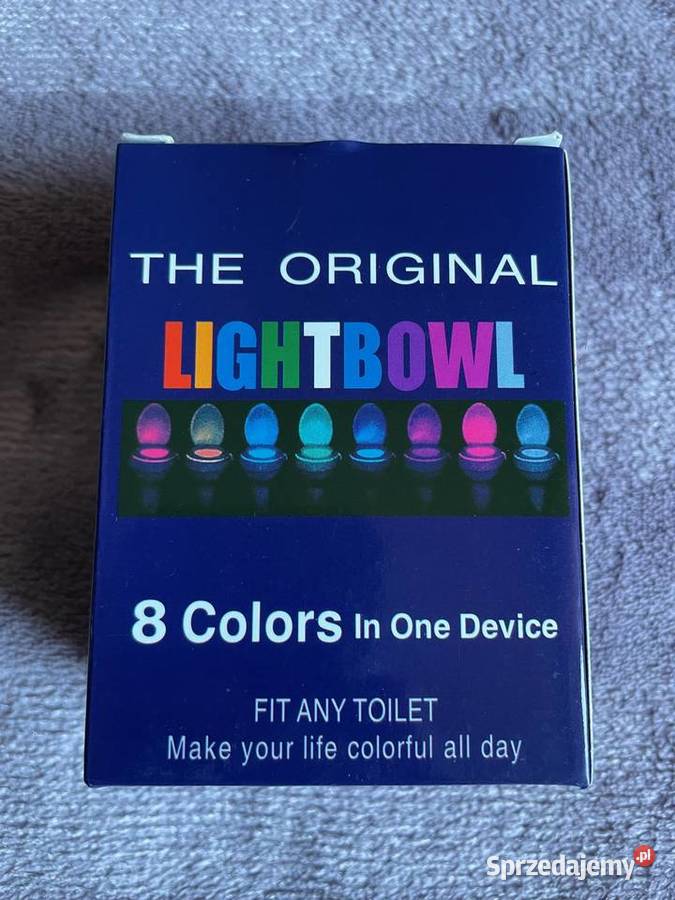 THE ORIGINAL
LIGHTBOWL
8 Colors In One Device
FIT ANY TOILET
Make your life colorful all day
Sprzedajemy.pl